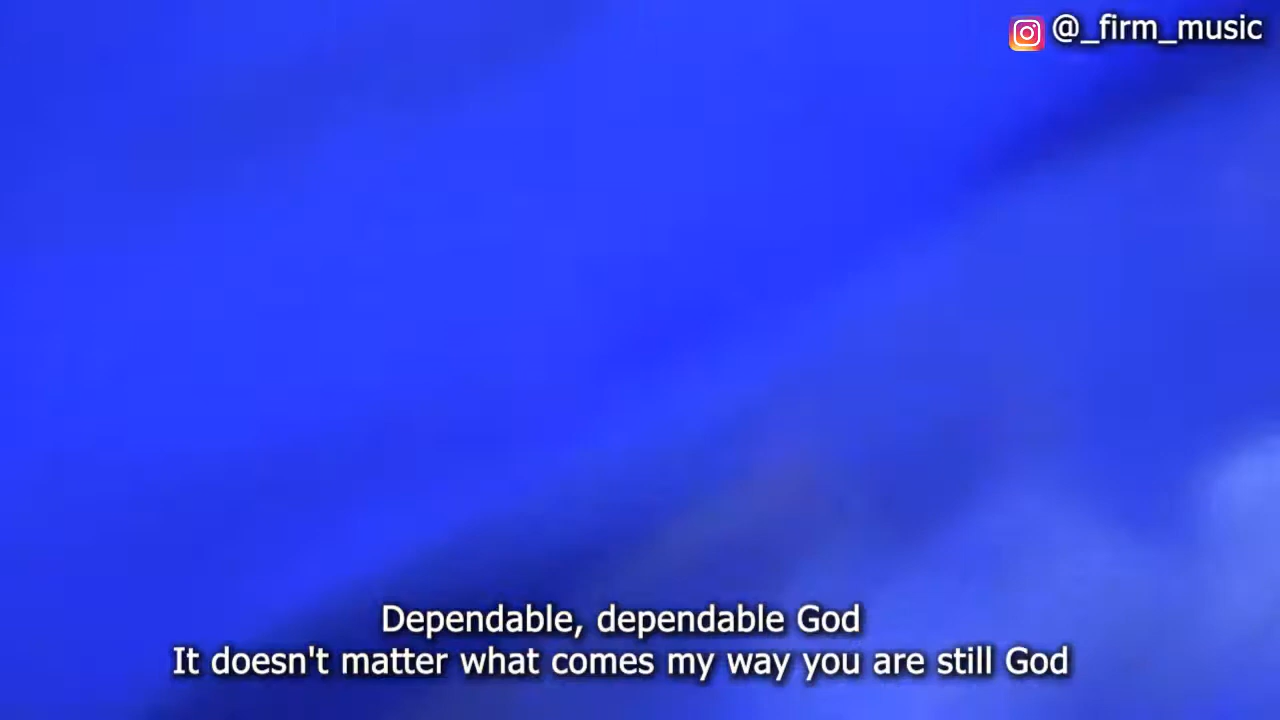 @_firm_music
Dependable, dependable God
It doesn't matter what comes my way you are still God